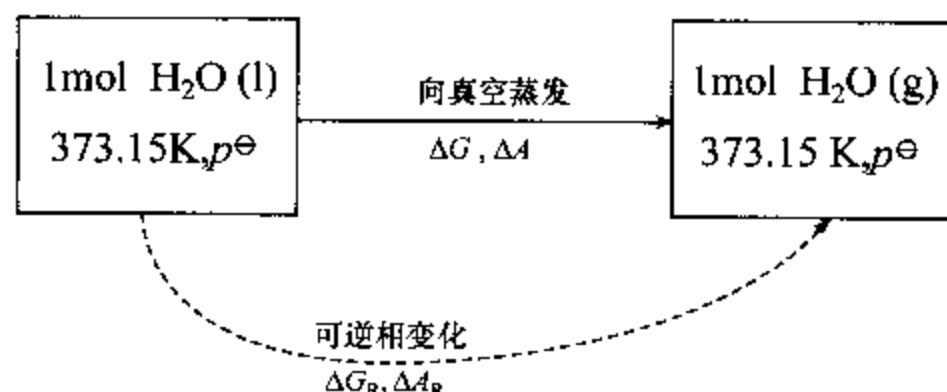 1mol H₂O (l)
373.15K,p⊖
向真空蒸发
ΔG , ΔA
1mol H₂O (g)
373.15 K,p⊖
可逆相变化
ΔG_R, ΔA_R